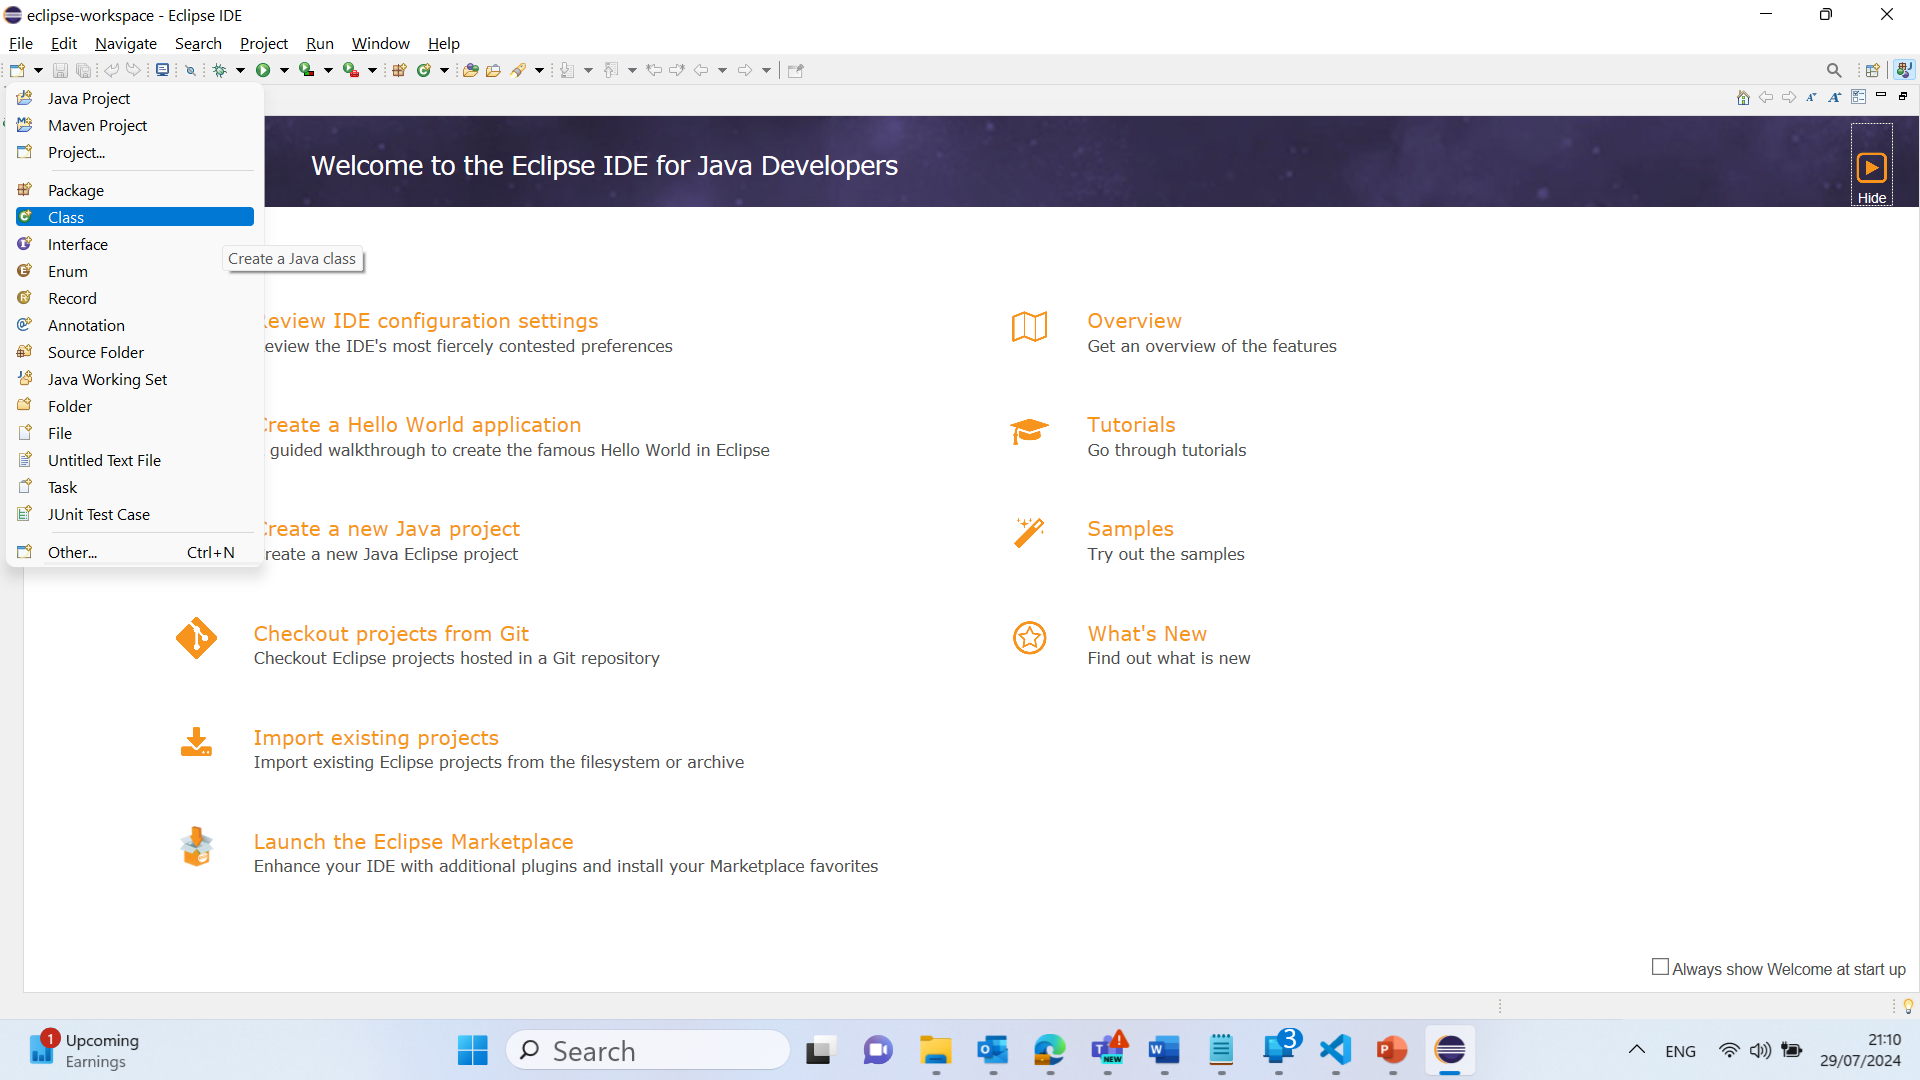 eclipse-workspace - Eclipse IDE
File Edit Navigate Search Project Run Window Help
Java Project
Maven Project
Project...
Package
Class
Interface
Enum
Record
Annotation
Source Folder
Java Working Set
Folder
File
Untitled Text File
Task
JUnit Test Case
Other... Ctrl+N
Create a Java class
Welcome to the Eclipse IDE for Java Developers
Hide
Review IDE configuration settings
eview the IDE's most fiercely contested preferences
Create a Hello World application
guided walkthrough to create the famous Hello World in Eclipse
Create a new Java project
reate a new Java Eclipse project
Checkout projects from Git
Checkout Eclipse projects hosted in a Git repository
Import existing projects
Import existing Eclipse projects from the filesystem or archive
Launch the Eclipse Marketplace
Enhance your IDE with additional plugins and install your Marketplace favorites
Overview
Get an overview of the features
Tutorials
Go through tutorials
Samples
Try out the samples
What's New
Find out what is new
Always show Welcome at start up
1
Upcoming
Earnings
Search
NEW
3
ENG
21:10
29/07/2024